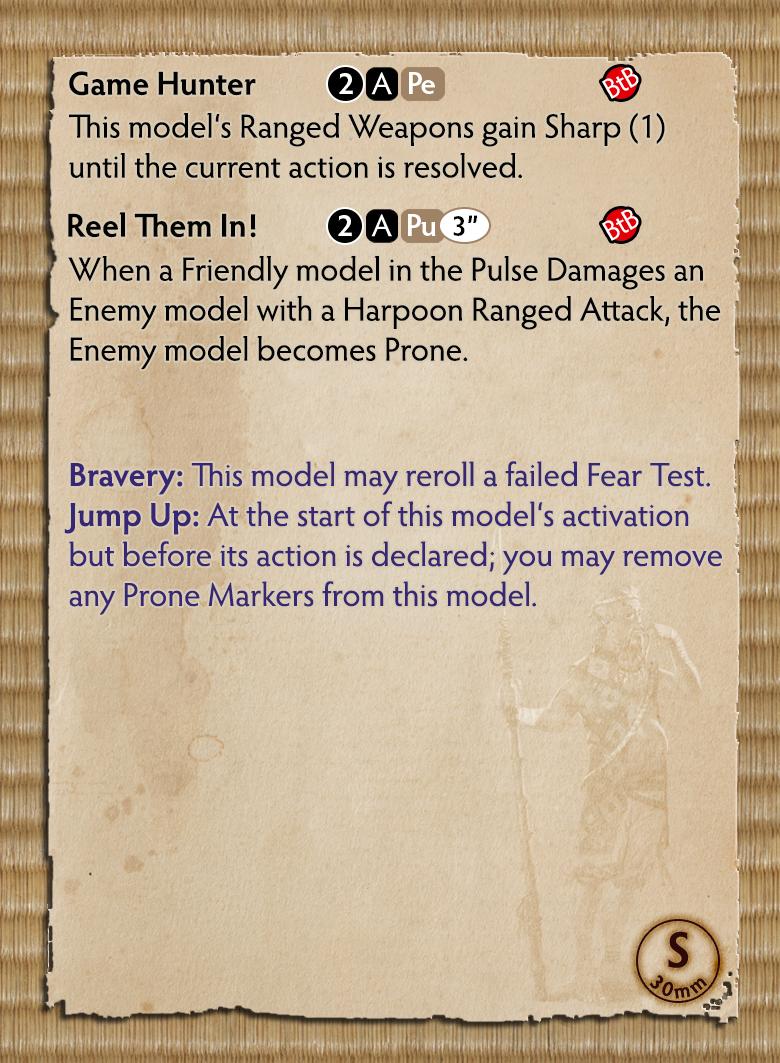 Game Hunter 2 A Pe BtB
This model's Ranged Weapons gain Sharp (1)
until the current action is resolved.
Reel Them In! 2 A Pu 3" BtB
When a Friendly model in the Pulse Damages an
Enemy model with a Harpoon Ranged Attack, the
Enemy model becomes Prone.
Bravery: This model may reroll a failed Fear Test.
Jump Up: At the start of this model's activation
but before its action is declared; you may remove
any Prone Markers from this model.
S
30mm